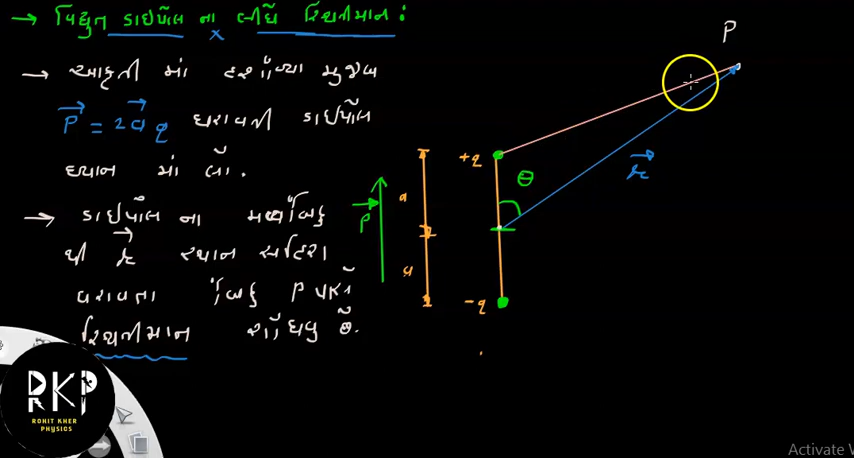 → વિદ્યુત ડાઇપોલ ના લીધે સ્થિતીમાન :
x
→ આકૃતી માં દર્શાવ્યા મુજબ
P = 2aq ધરાવતી ડાઇપોલ
ધ્યાન માં લો.
→ ડાઇપોલ ના મધ્યબિંદુ
થી r સ્થાન સદિશ
ધરાવતા બિંદુ P પાસે
સ્થિતીમાન શોધવુ છે.
P
+q
θ
r
a
P
a
-q
RKP
ROHIT KHER
PHYSICS
Activate W